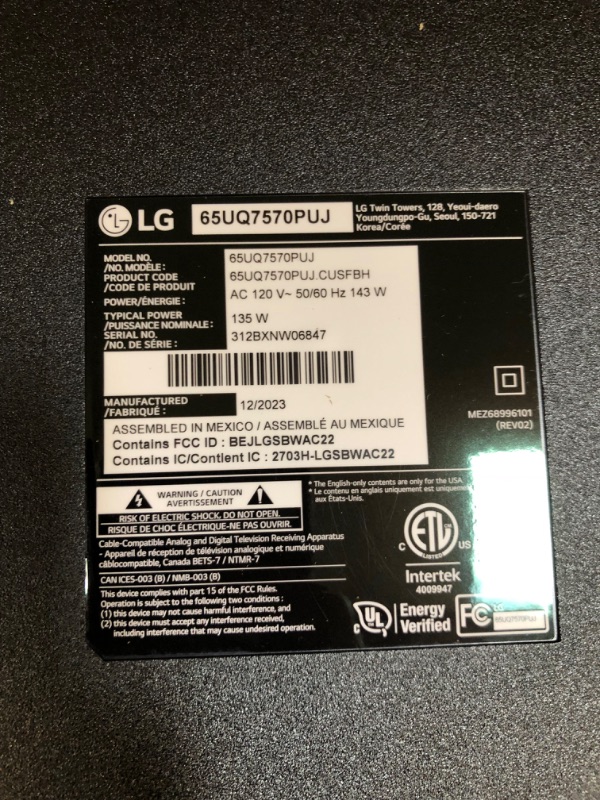 LG
65UQ7570PUJ
LG Twin Towers, 128, Yeoui-daero
Youngdungpo-Gu, Seoul, 150-721
Korea/Corée
MODEL NO.
/NO. MODÈLE :
65UQ7570PUJ
PRODUCT CODE
/CODE DE PRODUIT
65UQ7570PUJ.CUSFBH
POWER/ÉNERGIE :
AC 120 V~ 50/60 Hz 143 W
TYPICAL POWER
/PUISSANCE NOMINALE :
135 W
SERIAL NO.
/NO. DE SÉRIE :
312BXNW06847
MANUFACTURED
/FABRIQUÉ :
12/2023
MEZ68996101
(REV02)
ASSEMBLED IN MEXICO / ASSEMBLÉ AU MEXIQUE
Contains FCC ID : BEJLGSBWAC22
Contains IC/Contient IC : 2703H-LGSBWAC22
WARNING / CAUTION
AVERTISSEMENT
RISK OF ELECTRIC SHOCK. DO NOT OPEN.
RISQUE DE CHOC ÉLECTRIQUE-NE PAS OUVRIR.
* The English-only contents are only for the USA
* Le contenu en anglais uniquement est uniquement
aux États-Unis.
Cable-Compatible Analog and Digital Television Receiving Apparatus
- Appareil de réception de télévision analogique et numérique
câblocompatible, Canada BETS-7 / NTMR-7
CAN ICES-003 (B) / NMB-003 (B)
This device complies with part 15 of the FCC Rules.
Operation is subject to the following two conditions :
(1) this device may not cause harmful interference, and
(2) this device must accept any interference received,
including interference that may cause undesired operation.
C ETL US
LISTED
Intertek
4009947
C UL
Energy
Verified
FC
LG
65UQ7570PUJ